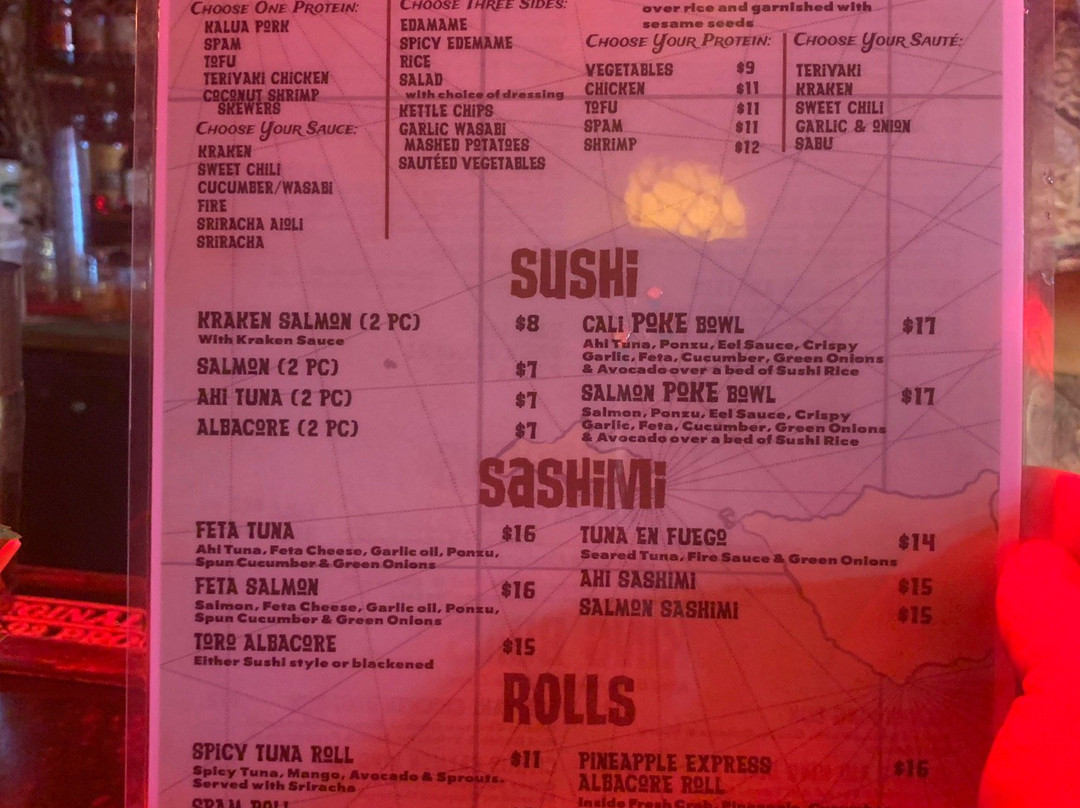 CHOOSE ONE PROTEIN:
KALUA PORK
SPAM
TOFU
TERIYAKI CHICKEN
COCONUT SHRIMP
SKEWERS
CHOOSE YOUR SAUCE:
KRAKEN
SWEET CHILI
CUCUMBER/WASABI
FIRE
SRIRACHA AIOLI
SRIRACHA
CHOOSE THREE SIDES:
EDAMAME
SPICY EDEMAME
RICE
SALAD
with choice of dressing
KETTLE CHIPS
GARLIC WASABI
MASHED POTATOES
SAUTÉED VEGETABLES
over rice and garnished with
sesame seeds
CHOOSE YOUR PROTEIN:
VEGETABLES $9
CHICKEN $11
TOFU $11
SPAM $11
SHRIMP $12
CHOOSE YOUR SAUTÉ:
TERIYAKI
KRAKEN
SWEET CHILI
GARLIC & ONION
SABU
SUSHI
KRAKEN SALMON (2 PC) $8
With Kraken Sauce
SALMON (2 PC) $7
AHI TUNA (2 PC) $7
ALBACORE (2 PC) $7
CALI POKE BOWL $17
Ahi Tuna, Ponzu, Eel Sauce, Crispy
Garlic, Feta, Cucumber, Green Onions
& Avocado over a bed of Sushi Rice
SALMON POKE BOWL $17
Salmon, Ponzu, Eel Sauce, Crispy
Garlic, Feta, Cucumber, Green Onions
& Avocado over a bed of Sushi Rice
SASHIMI
FETA TUNA $16
Ahi Tuna, Feta Cheese, Garlic oil, Ponzu,
Spun Cucumber & Green Onions
FETA SALMON $16
Salmon, Feta Cheese, Garlic oil, Ponzu,
Spun Cucumber & Green Onions
TORO ALBACORE $15
Either Sushi style or blackened
TUNA EN FUEGO $14
Seared Tuna, Fire Sauce & Green Onions
AHI SASHIMI $15
SALMON SASHIMI $15
ROLLS
SPICY TUNA ROLL $11
Spicy Tuna, Mango, Avocado & Sprouts.
Served with Sriracha
SPAM ROLL
PINEAPPLE EXPRESS $16
ALBACORE ROLL
Inside Fresh Crab, Pineapple,